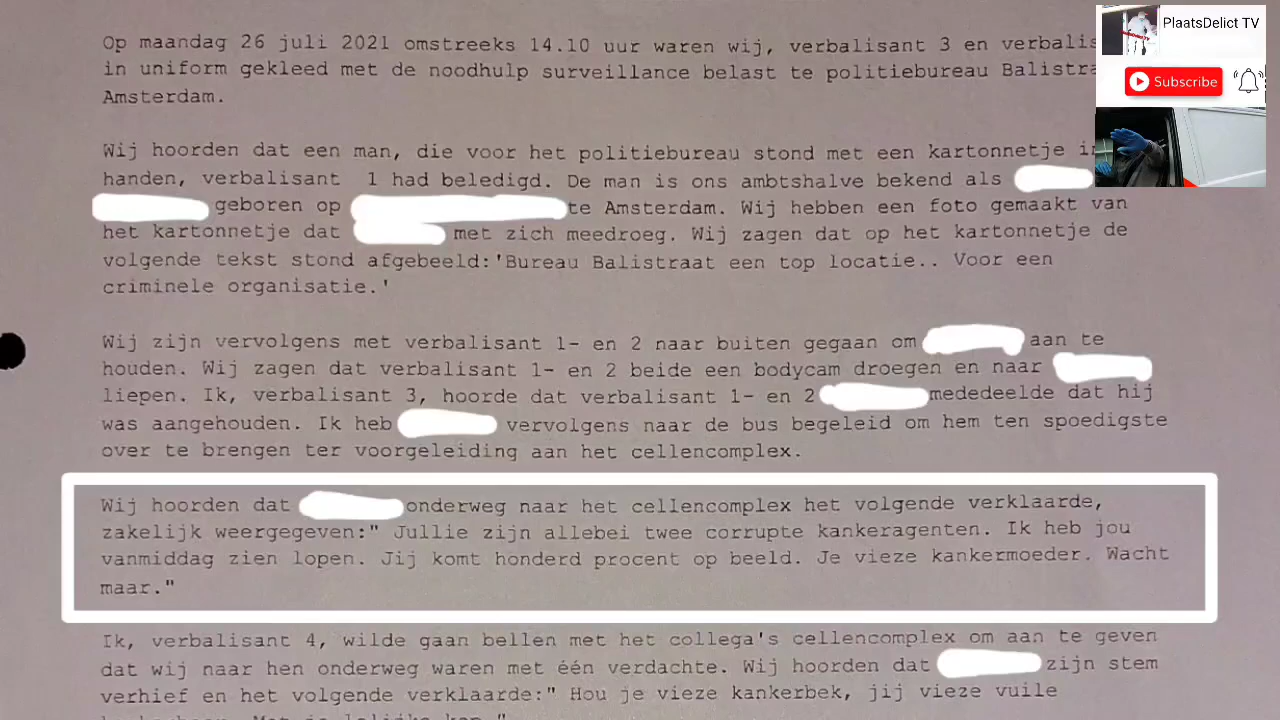 Op maandag 26 juli 2021 omstreeks 14.10 uur waren wij, verbalisant 3 en
in uniform gekleed met de noodhulp surveillance belast te politiebureau
Amsterdam.
Wij hoorden dat een man, die voor het politiebureau stond met een kartonnetje
handen, verbalisant 1 had beledigd. De man is ons ambtshalve bekend als
geboren op te Amsterdam. Wij hebben een foto gemaakt van
het kartonnetje dat met zich meedroeg. Wij zagen dat op het kartonnetje de
volgende tekst stond afgebeeld:'Bureau Balistraat een top locatie.. Voor een
criminele organisatie.'
Wij zijn vervolgens met verbalisant 1- en 2 naar buiten gegaan om aan te
houden. Wij zagen dat verbalisant 1- en 2 beide een bodycam droegen en naar
liepen. Ik, verbalisant 3, hoorde dat verbalisant 1- en 2 mededeelde dat hij
was aangehouden. Ik heb vervolgens naar de bus begeleid om hem ten spoedigste
over te brengen ter voorgeleiding aan het cellencomplex.
Wij hoorden dat onderweg naar het cellencomplex het volgende verklaarde,
zakelijk weergegeven:" Jullie zijn allebei twee corrupte kankeragenten. Ik heb jou
vanmiddag zien lopen. Jij komt honderd procent op beeld. Je vieze kankermoeder. Wacht
maar."
Ik, verbalisant 4, wilde gaan bellen met het collega's cellencomplex om aan te geven
dat wij naar hen onderweg waren met één verdachte. Wij hoorden dat zijn stem
verhief en het volgende verklaarde:" Hou je vieze kankerbek, jij vieze vuile
PlaatsDelict TV
Subscribe